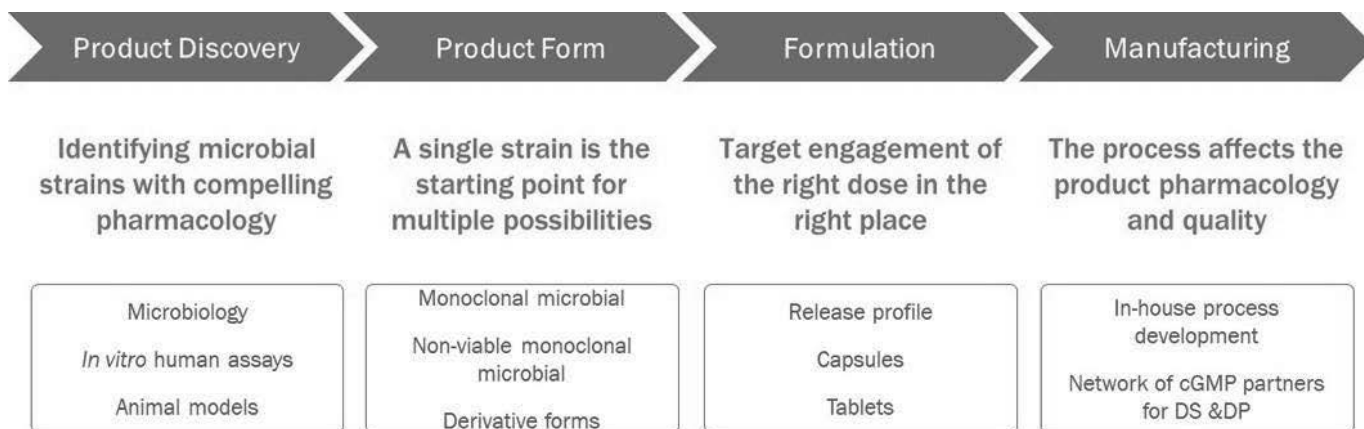 Product Discovery
Product Form
Formulation
Manufacturing
Identifying microbial
strains with compelling
pharmacology
A single strain is the
starting point for
multiple possibilities
Target engagement of
the right dose in the
right place
The process affects the
product pharmacology
and quality
Microbiology
In vitro human assays
Animal models
Monoclonal microbial
Non-viable monoclonal
microbial
Derivative forms
Release profile
Capsules
Tablets
In-house process
development
Network of cGMP partners
for DS &DP